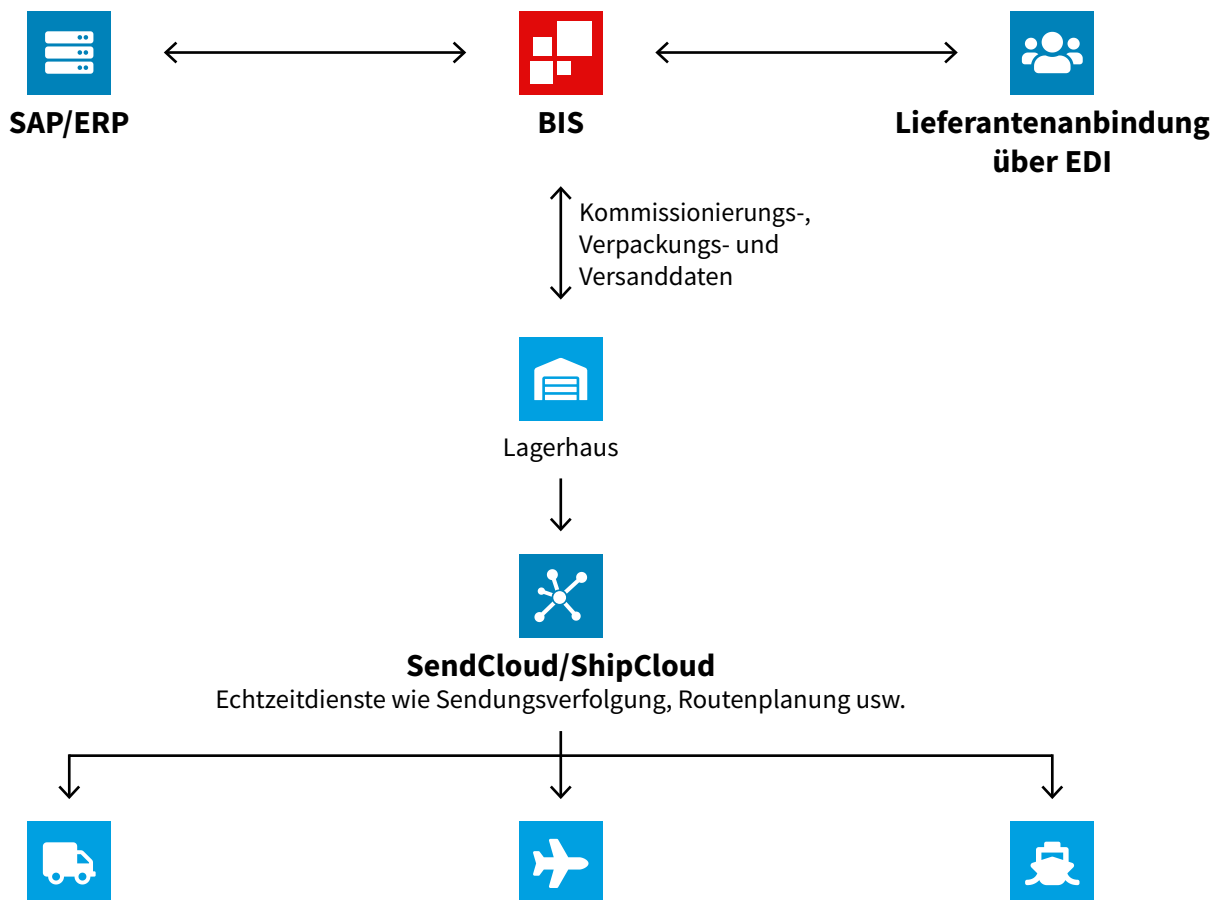 SAP/ERP
BIS
Lieferantenanbindung
über EDI
Kommissionierungs-,
Verpackungs- und
Versanddaten
Lagerhaus
SendCloud/ShipCloud
Echtzeitdienste wie Sendungsverfolgung, Routenplanung usw.